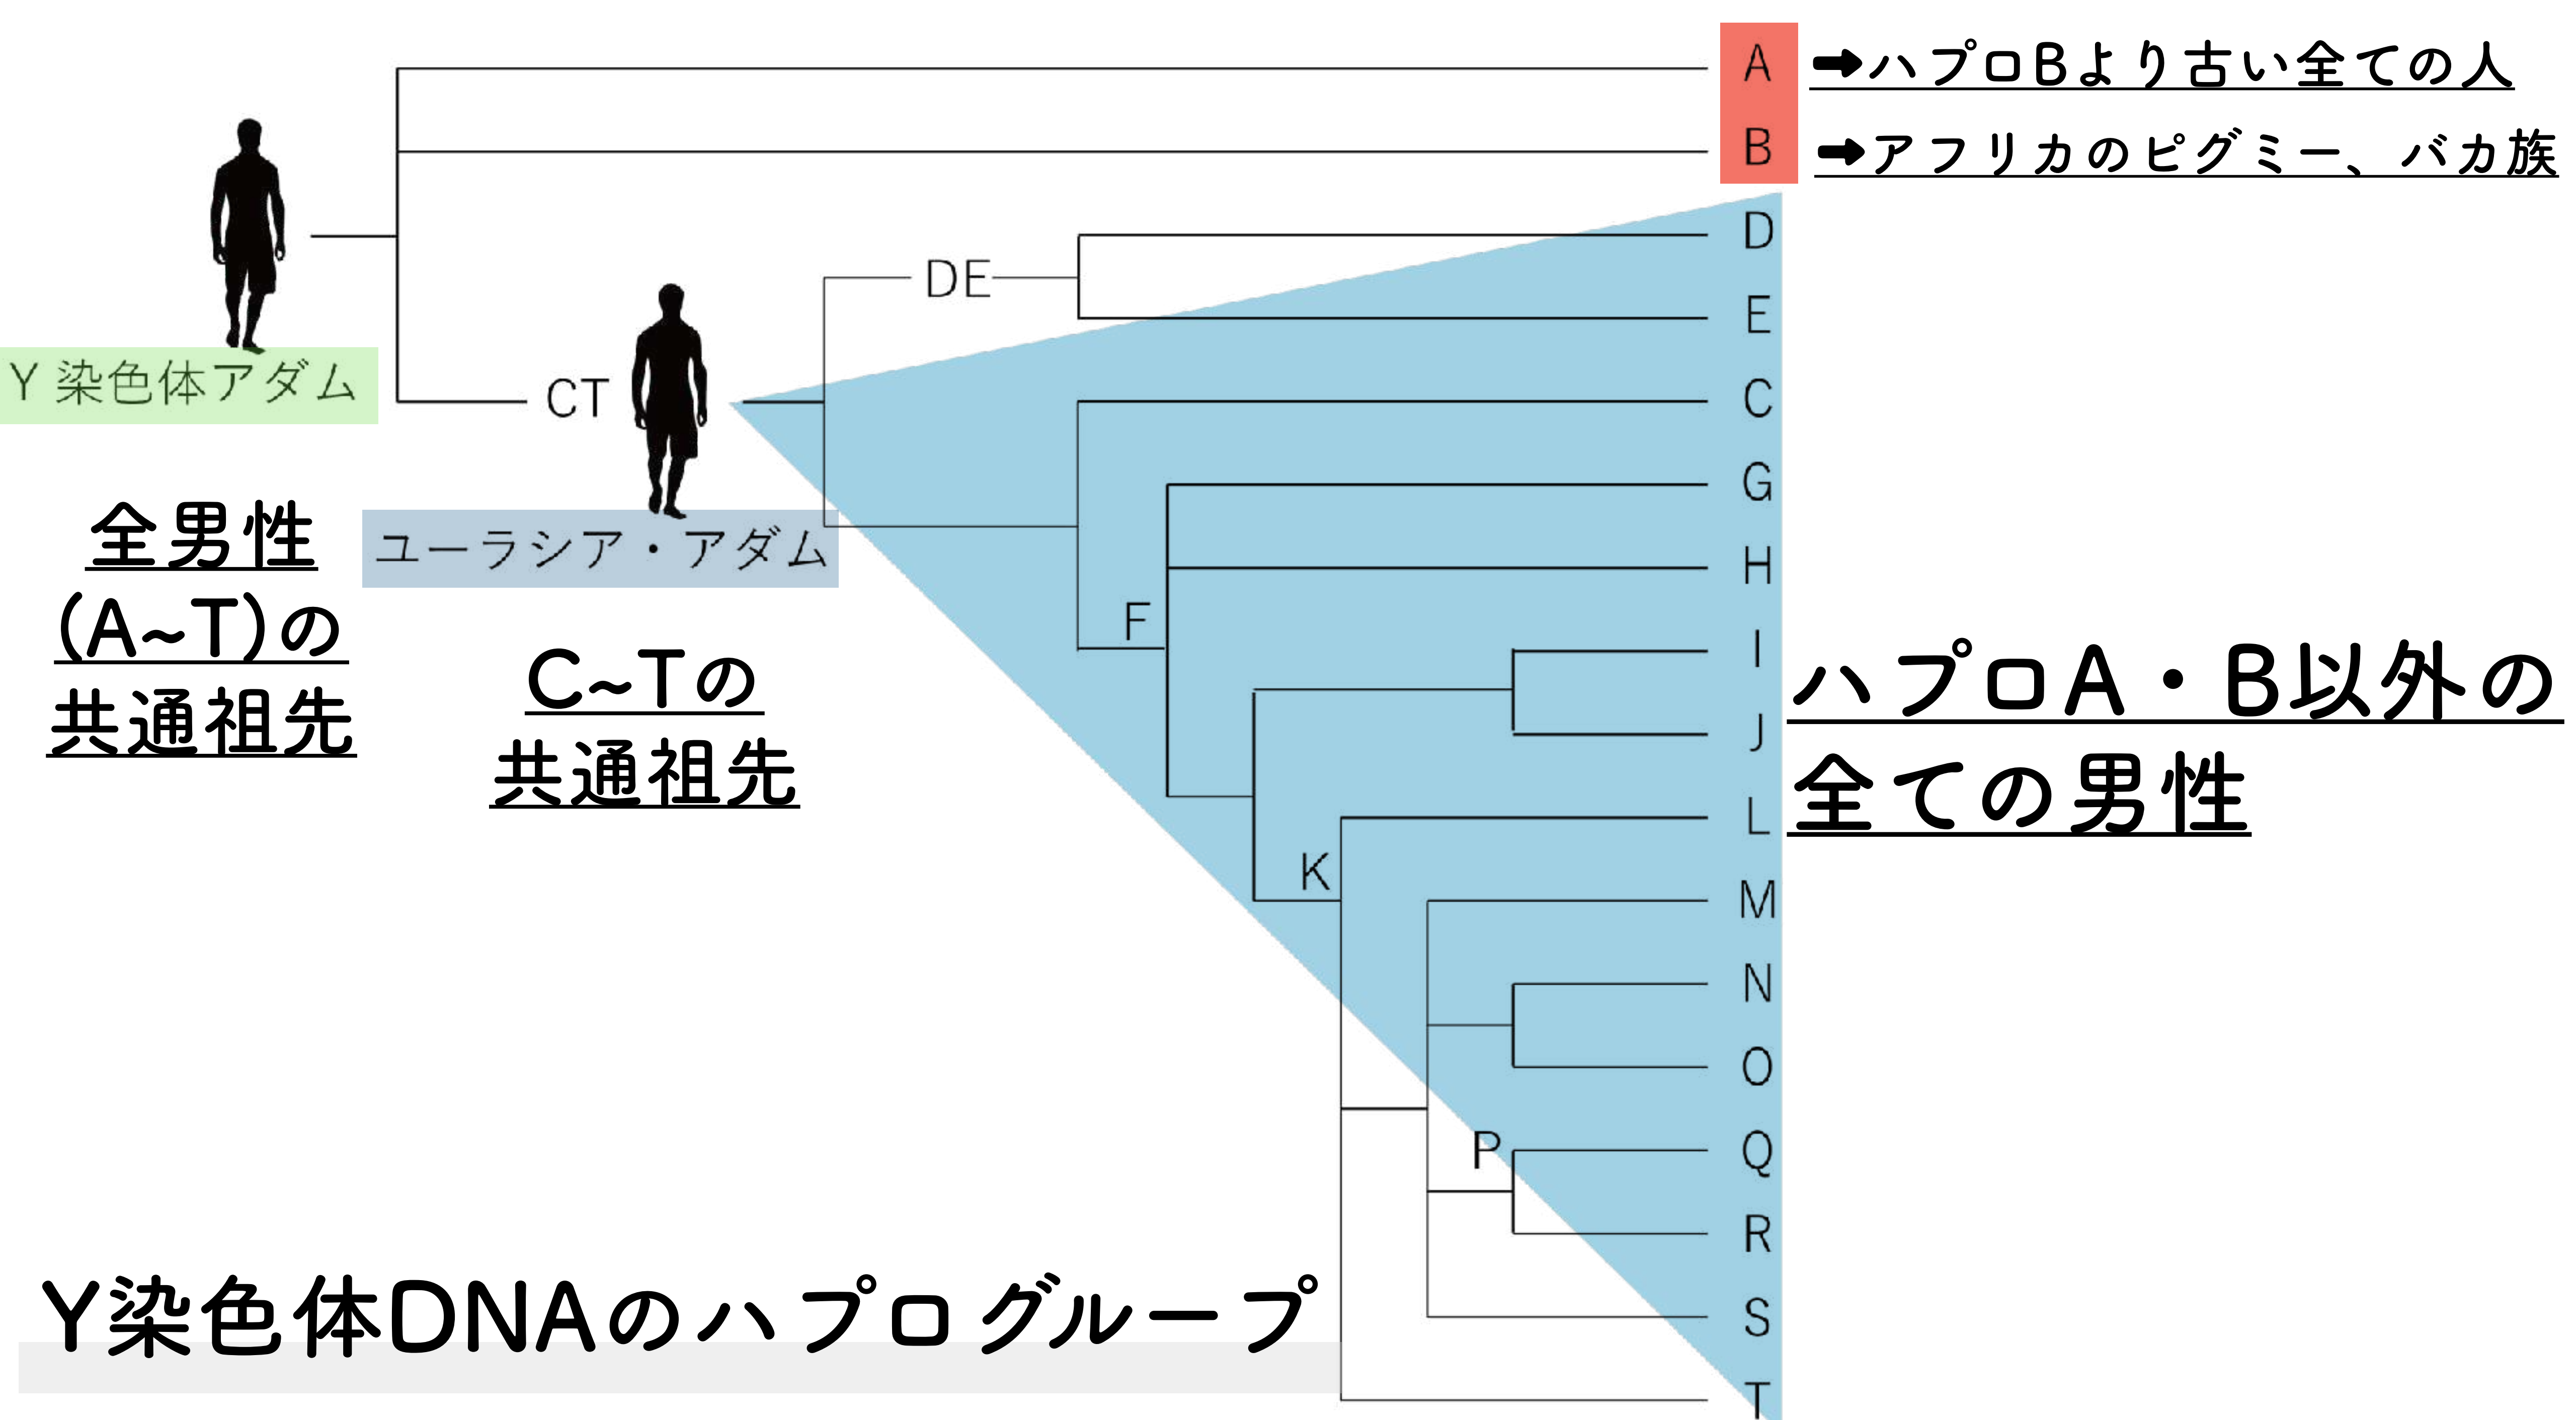 A
➡ハプロBより古い全ての人
B
➡アフリカのピグミー、バカ族
D
DE
E
Y 染色体アダム
CT
C
G
全男性
(A~T)の
共通祖先
ユーラシア・アダム
H
F
C~Tの
共通祖先
I
J
ハプロA・B以外の
全ての男性
L
K
M
N
O
P
Q
R
S
T
Y染色体DNAのハプログループ